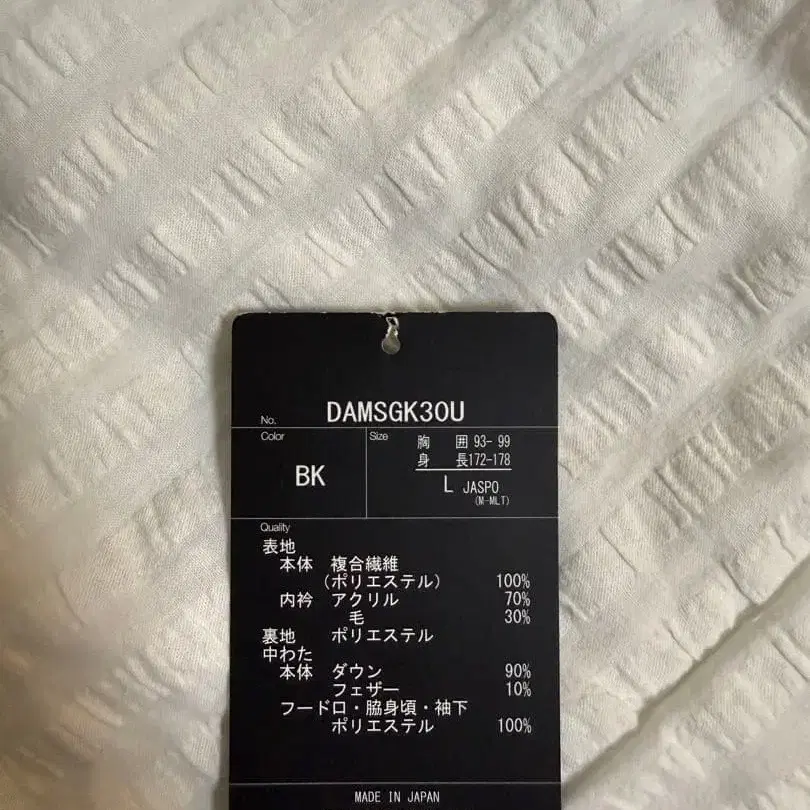 No. DAMSGK30U
Color BK
Size 胸 囲 93- 99
身 長172-178
L JASPO
(M-MLT)
Quality
表地
本体 複合繊維
(ポリエステル) 100%
内衿 アクリル 70%
毛 30%
裏地 ポリエステル
中わた
本体 ダウン 90%
フェザー 10%
フードロ・脇身頃・袖下
ポリエステル 100%
MADE IN JAPAN